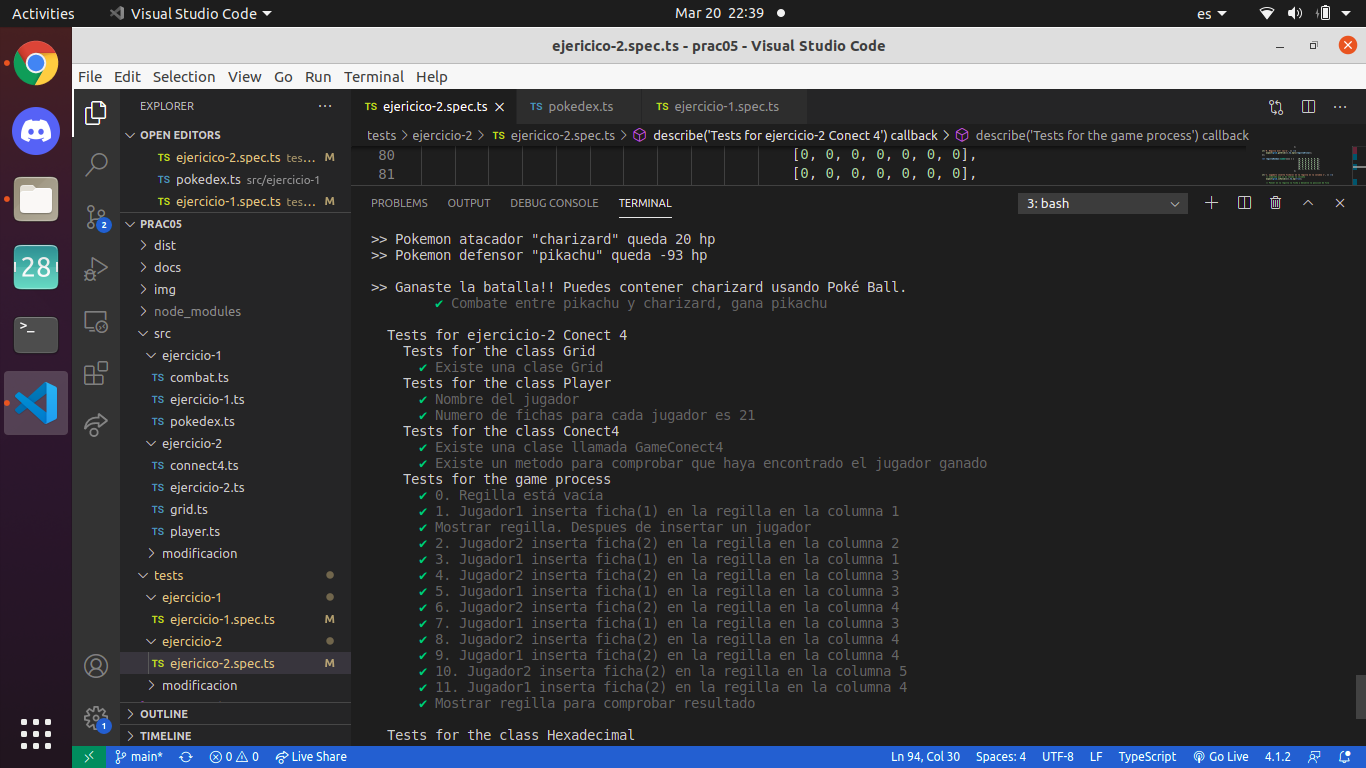 Activities
Visual Studio Code
Mar 20 22:39
es
ejericico-2.spec.ts - prac05 - Visual Studio Code
File Edit Selection View Go Run Terminal Help
EXPLORER
OPEN EDITORS
TS ejericico-2.spec.ts tes... M
TS pokedex.ts src/ejercicio-1
TS ejercicio-1.spec.ts tes... M
PRAC05
dist
docs
img
node_modules
src
ejercicio-1
TS combat.ts
TS ejercicio-1.ts
TS pokedex.ts
ejercicio-2
TS connect4.ts
TS ejercicio-2.ts
TS grid.ts
TS player.ts
modificacion
tests
ejercicio-1
TS ejercicio-1.spec.ts M
ejercicio-2
TS ejericico-2.spec.ts M
modificacion
OUTLINE
TIMELINE
28
>_
2
1
TS ejericico-2.spec.ts
TS pokedex.ts
TS ejercicio-1.spec.ts
tests > ejercicio-2 > TS ejericico-2.spec.ts > describe('Tests for ejercicio-2 Conect 4') callback > describe('Tests for the game process') callback
80 [0, 0, 0, 0, 0, 0, 0],
81 [0, 0, 0, 0, 0, 0, 0],
PROBLEMS OUTPUT DEBUG CONSOLE TERMINAL
3: bash
>> Pokemon atacador "charizard" queda 20 hp
>> Pokemon defensor "pikachu" queda -93 hp
>> Ganaste la batalla!! Puedes contener charizard usando Poké Ball.
✔ Combate entre pikachu y charizard, gana pikachu
Tests for ejercicio-2 Conect 4
Tests for the class Grid
✔ Existe una clase Grid
Tests for the class Player
✔ Nombre del jugador
✔ Numero de fichas para cada jugador es 21
Tests for the class Conect4
✔ Existe una clase llamada GameConect4
✔ Existe un metodo para comprobar que haya encontrado el jugador ganado
Tests for the game process
✔ 0. Regilla está vacía
✔ 1. Jugador1 inserta ficha(1) en la regilla en la columna 1
✔ Mostrar regilla. Despues de insertar un jugador
✔ 2. Jugador2 inserta ficha(2) en la regilla en la columna 2
✔ 3. Jugador1 inserta ficha(1) en la regilla en la columna 1
✔ 4. Jugador2 inserta ficha(2) en la regilla en la columna 3
✔ 5. Jugador1 inserta ficha(1) en la regilla en la columna 3
✔ 6. Jugador2 inserta ficha(2) en la regilla en la columna 4
✔ 7. Jugador1 inserta ficha(1) en la regilla en la columna 3
✔ 8. Jugador2 inserta ficha(2) en la regilla en la columna 4
✔ 9. Jugador1 inserta ficha(2) en la regilla en la columna 4
✔ 10. Jugador2 inserta ficha(2) en la regilla en la columna 5
✔ 11. Jugador1 inserta ficha(2) en la regilla en la columna 4
✔ Mostrar regilla para comprobar resultado
Tests for the class Hexadecimal
main* 0 0 Live Share
Ln 94, Col 30 Spaces: 4 UTF-8 LF TypeScript Go Live 4.1.2